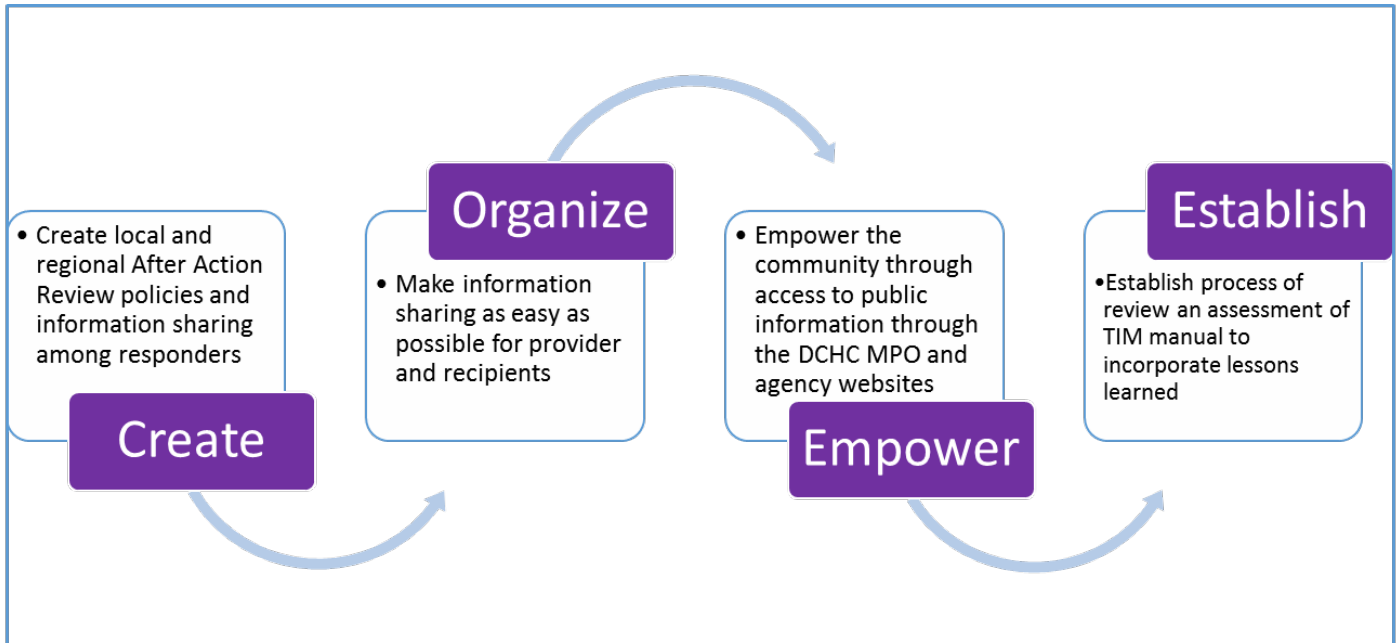 • Create local and
regional After Action
Review policies and
information sharing
among responders
Create
Organize
• Make information
sharing as easy as
possible for provider
and recipients
• Empower the
community through
access to public
information through
the DCHC MPO and
agency websites
Empower
Establish
•Establish process of
review an assessment of
TIM manual to
incorporate lessons
learned